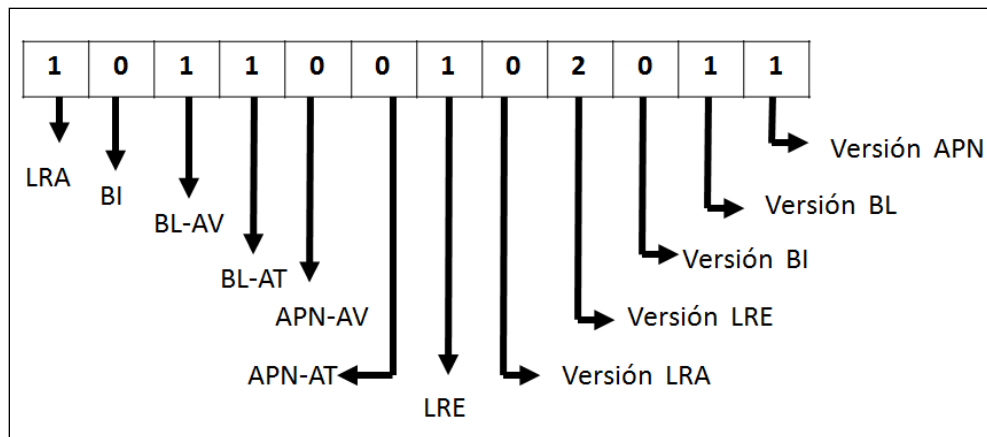 1 0 1 1 0 0 1 0 2 0 1 1
Versión APN
LRA
BI
Versión BL
BL-AV
Versión BI
BL-AT
APN-AV
Versión LRE
APN-AT
Versión LRA
LRE